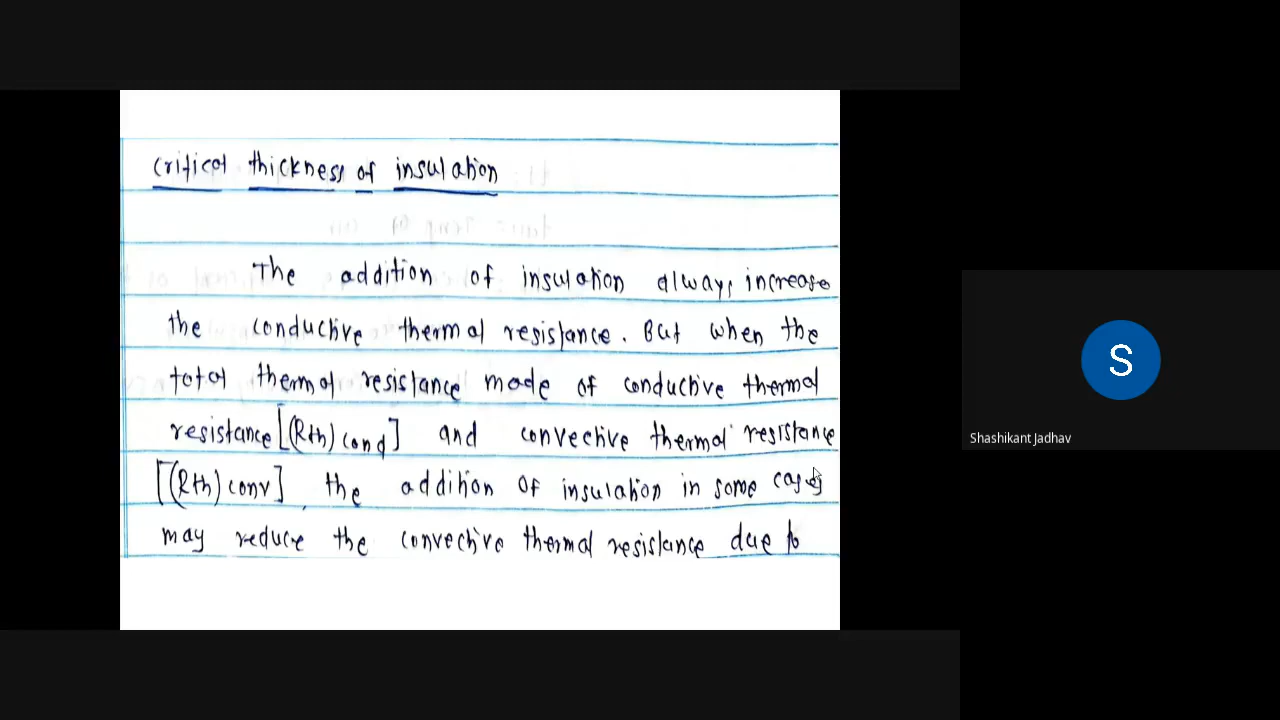 Critical thickness of insulation
The addition of insulation always increase
the conductive thermal resistance. But when the
total thermal resistance made of conductive thermal
resistance [(Rth) cond] and convective thermal resistance
[(Rth) conv], the addition of insulation in some cases
may reduce the convective thermal resistance due to
S
Shashikant Jadhav